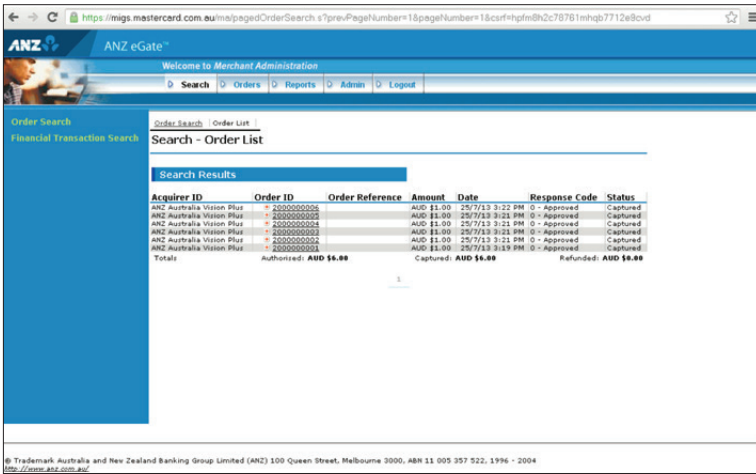 https://migs.mastercard.com.au/ma/pagedOrderSearch.s?prevPageNumber=1&pageNumber=1&csrf=hpfm8h2c78761mhqb7712e9cvd
ANZ
ANZ eGate™
Welcome to Merchant Administration
Search Orders Reports Admin Logout
Order Search
Financial Transaction Search
Order Search Order List
Search - Order List
Search Results
Acquirer ID Order ID Order Reference Amount Date Response Code Status
ANZ Australia Vision Plus 2000000006 AUD $1.00 25/7/13 3:22 PM 0 - Approved Captured
ANZ Australia Vision Plus 2000000005 AUD $1.00 25/7/13 3:21 PM 0 - Approved Captured
ANZ Australia Vision Plus 2000000004 AUD $1.00 25/7/13 3:21 PM 0 - Approved Captured
ANZ Australia Vision Plus 2000000003 AUD $1.00 25/7/13 3:21 PM 0 - Approved Captured
ANZ Australia Vision Plus 2000000002 AUD $1.00 25/7/13 3:21 PM 0 - Approved Captured
ANZ Australia Vision Plus 2000000001 AUD $1.00 25/7/13 3:19 PM 0 - Approved Captured
Totals Authorised: AUD $6.00 Captured: AUD $6.00 Refunded: AUD $0.00
1
® Trademark Australia and New Zealand Banking Group Limited (ANZ) 100 Queen Street, Melbourne 3000, ABN 11 005 357 522, 1996 - 2004
http://www.anz.com.au/